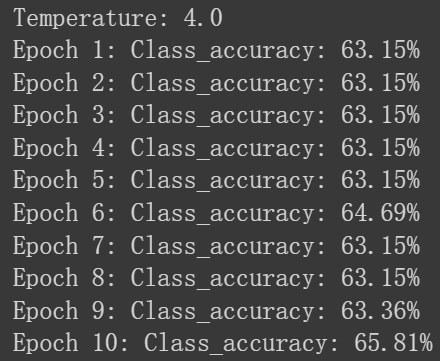 Temperature: 4.0
Epoch 1: Class_accuracy: 63.15%
Epoch 2: Class_accuracy: 63.15%
Epoch 3: Class_accuracy: 63.15%
Epoch 4: Class_accuracy: 63.15%
Epoch 5: Class_accuracy: 63.15%
Epoch 6: Class_accuracy: 64.69%
Epoch 7: Class_accuracy: 63.15%
Epoch 8: Class_accuracy: 63.15%
Epoch 9: Class_accuracy: 63.36%
Epoch 10: Class_accuracy: 65.81%